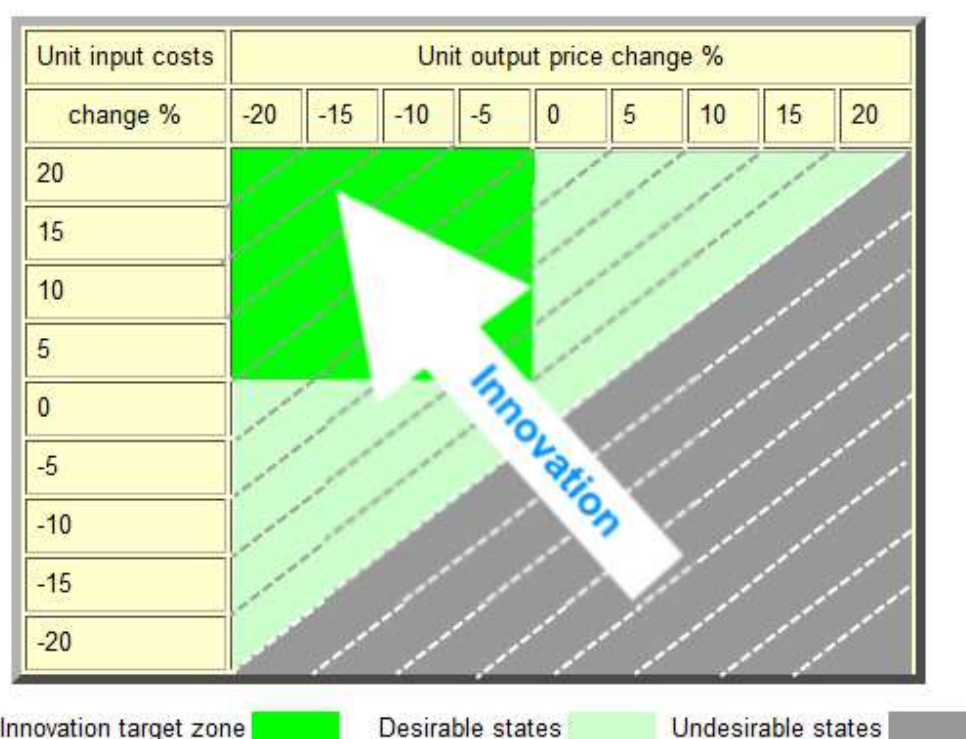 Unit input costs Unit output price change %
change % -20 -15 -10 -5 0 5 10 15 20
20
15
10
5
0
-5
-10
-15
-20
Innovation
Innovation target zone Desirable states Undesirable states